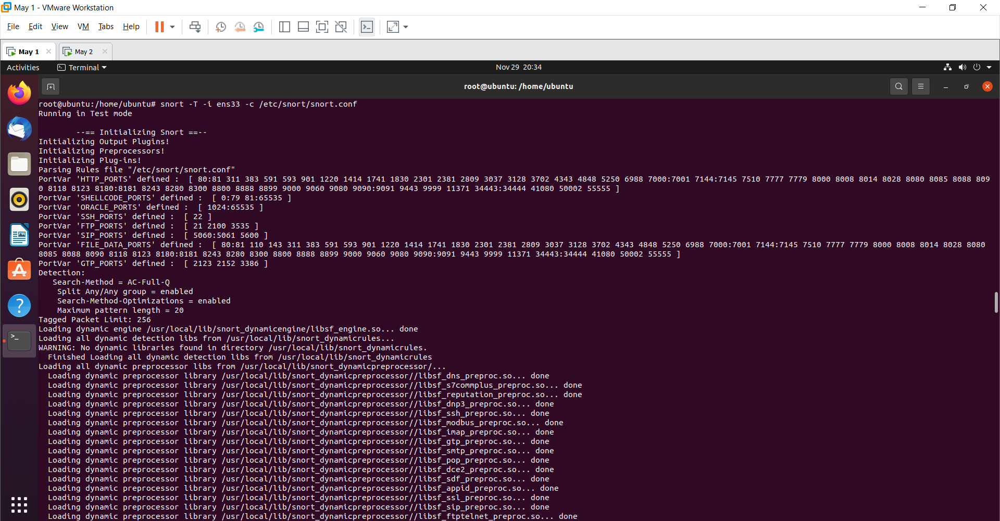 May 1 - VMware Workstation
File Edit View VM Tabs Help
May 1 May 2
Activities Terminal Nov 29 20:34
root@ubuntu: /home/ubuntu
root@ubuntu:/home/ubuntu# snort -T -i ens33 -c /etc/snort/snort.conf
Running in Test mode
--== Initializing Snort ==--
Initializing Output Plugins!
Initializing Preprocessors!
Initializing Plug-ins!
Parsing Rules file "/etc/snort/snort.conf"
PortVar 'HTTP_PORTS' defined :  [ 80:81 311 383 591 593 901 1220 1414 1741 1830 2301 2381 2809 3037 3128 3702 4343 4848 5250 6988 7000:7001 7144:7145 7510 7777 7779 8000 8008 8014 8028 8080 8085 8088 809
0 8118 8123 8180:8181 8243 8280 8300 8800 8888 8899 9000 9060 9080 9090:9091 9443 9999 11371 34443:34444 41080 50002 55555 ]
PortVar 'SHELLCODE_PORTS' defined :  [ 0:79 81:65535 ]
PortVar 'ORACLE_PORTS' defined :  [ 1024:65535 ]
PortVar 'SSH_PORTS' defined :  [ 22 ]
PortVar 'FTP_PORTS' defined :  [ 21 2100 3535 ]
PortVar 'SIP_PORTS' defined :  [ 5060:5061 5600 ]
PortVar 'FILE_DATA_PORTS' defined :  [ 80:81 110 143 311 383 591 593 901 1220 1414 1741 1830 2301 2381 2809 3037 3128 3702 4343 4848 5250 6988 7000:7001 7144:7145 7510 7777 7779 8000 8008 8014 8028 8080
8085 8088 8090 8118 8123 8180:8181 8243 8280 8300 8800 8888 8899 9000 9060 9080 9090:9091 9443 9999 11371 34443:34444 41080 50002 55555 ]
PortVar 'GTP_PORTS' defined :  [ 2123 2152 3386 ]
Detection:
Search-Method = AC-Full-Q
Split Any/Any group = enabled
Search-Method-Optimizations = enabled
Maximum pattern length = 20
Tagged Packet Limit: 256
Loading dynamic engine /usr/local/lib/snort_dynamicengine/libsf_engine.so... done
Loading all dynamic detection libs from /usr/local/lib/snort_dynamicrules...
WARNING: No dynamic libraries found in directory /usr/local/lib/snort_dynamicrules.
Finished Loading all dynamic detection libs from /usr/local/lib/snort_dynamicrules
Loading all dynamic preprocessor libs from /usr/local/lib/snort_dynamicpreprocessor/...
Loading dynamic preprocessor library /usr/local/lib/snort_dynamicpreprocessor//libsf_dns_preproc.so... done
Loading dynamic preprocessor library /usr/local/lib/snort_dynamicpreprocessor//libsf_s7commplus_preproc.so... done
Loading dynamic preprocessor library /usr/local/lib/snort_dynamicpreprocessor//libsf_reputation_preproc.so... done
Loading dynamic preprocessor library /usr/local/lib/snort_dynamicpreprocessor//libsf_dnp3_preproc.so... done
Loading dynamic preprocessor library /usr/local/lib/snort_dynamicpreprocessor//libsf_ssh_preproc.so... done
Loading dynamic preprocessor library /usr/local/lib/snort_dynamicpreprocessor//libsf_modbus_preproc.so... done
Loading dynamic preprocessor library /usr/local/lib/snort_dynamicpreprocessor//libsf_imap_preproc.so... done
Loading dynamic preprocessor library /usr/local/lib/snort_dynamicpreprocessor//libsf_gtp_preproc.so... done
Loading dynamic preprocessor library /usr/local/lib/snort_dynamicpreprocessor//libsf_smtp_preproc.so... done
Loading dynamic preprocessor library /usr/local/lib/snort_dynamicpreprocessor//libsf_pop_preproc.so... done
Loading dynamic preprocessor library /usr/local/lib/snort_dynamicpreprocessor//libsf_dce2_preproc.so... done
Loading dynamic preprocessor library /usr/local/lib/snort_dynamicpreprocessor//libsf_sdf_preproc.so... done
Loading dynamic preprocessor library /usr/local/lib/snort_dynamicpreprocessor//libsf_appid_preproc.so... done
Loading dynamic preprocessor library /usr/local/lib/snort_dynamicpreprocessor//libsf_ssl_preproc.so... done
Loading dynamic preprocessor library /usr/local/lib/snort_dynamicpreprocessor//libsf_sip_preproc.so... done
Loading dynamic preprocessor library /usr/local/lib/snort_dynamicpreprocessor//libsf_ftptelnet_preproc.so... done